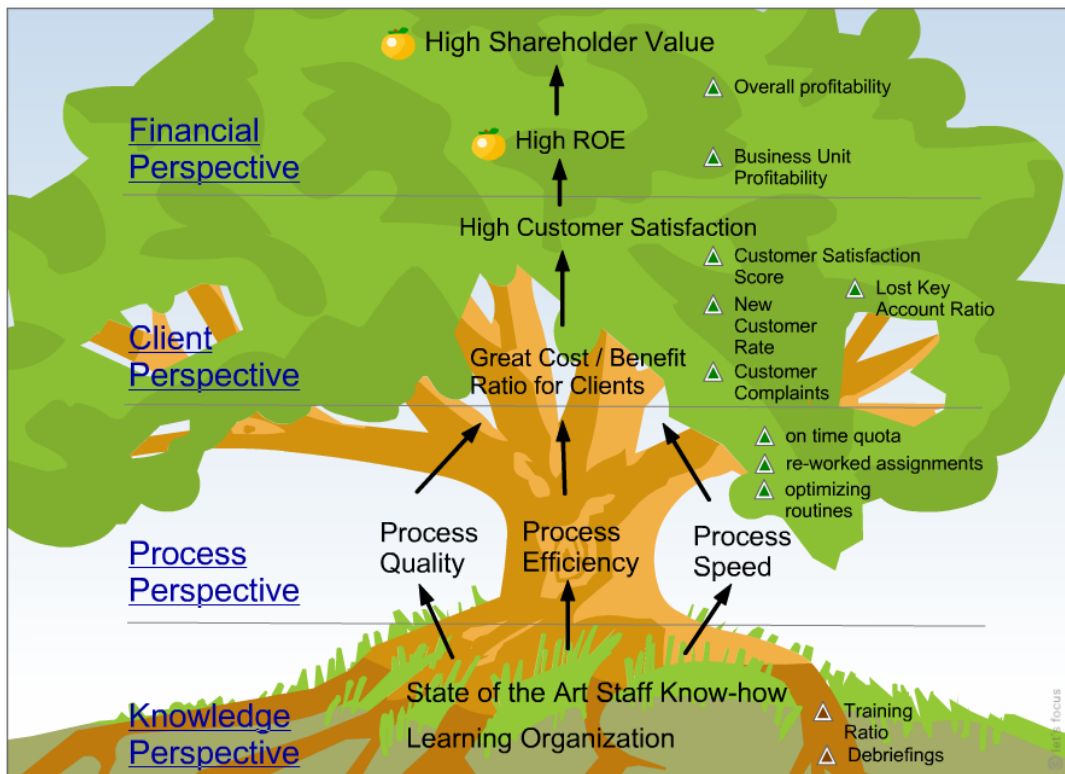 High Shareholder Value
Overall profitability
Financial
Perspective
High ROE
Business Unit
Profitability
High Customer Satisfaction
Customer Satisfaction
Score
Lost Key
Account Ratio
New
Customer
Rate
Client
Perspective
Great Cost / Benefit
Ratio for Clients
Customer
Complaints
on time quota
re-worked assignments
optimizing
routines
Process
Quality
Process
Efficiency
Process
Speed
Process
Perspective
State of the Art Staff Know-how
Learning Organization
Knowledge
Perspective
Training
Ratio
Debriefings
© let's focus